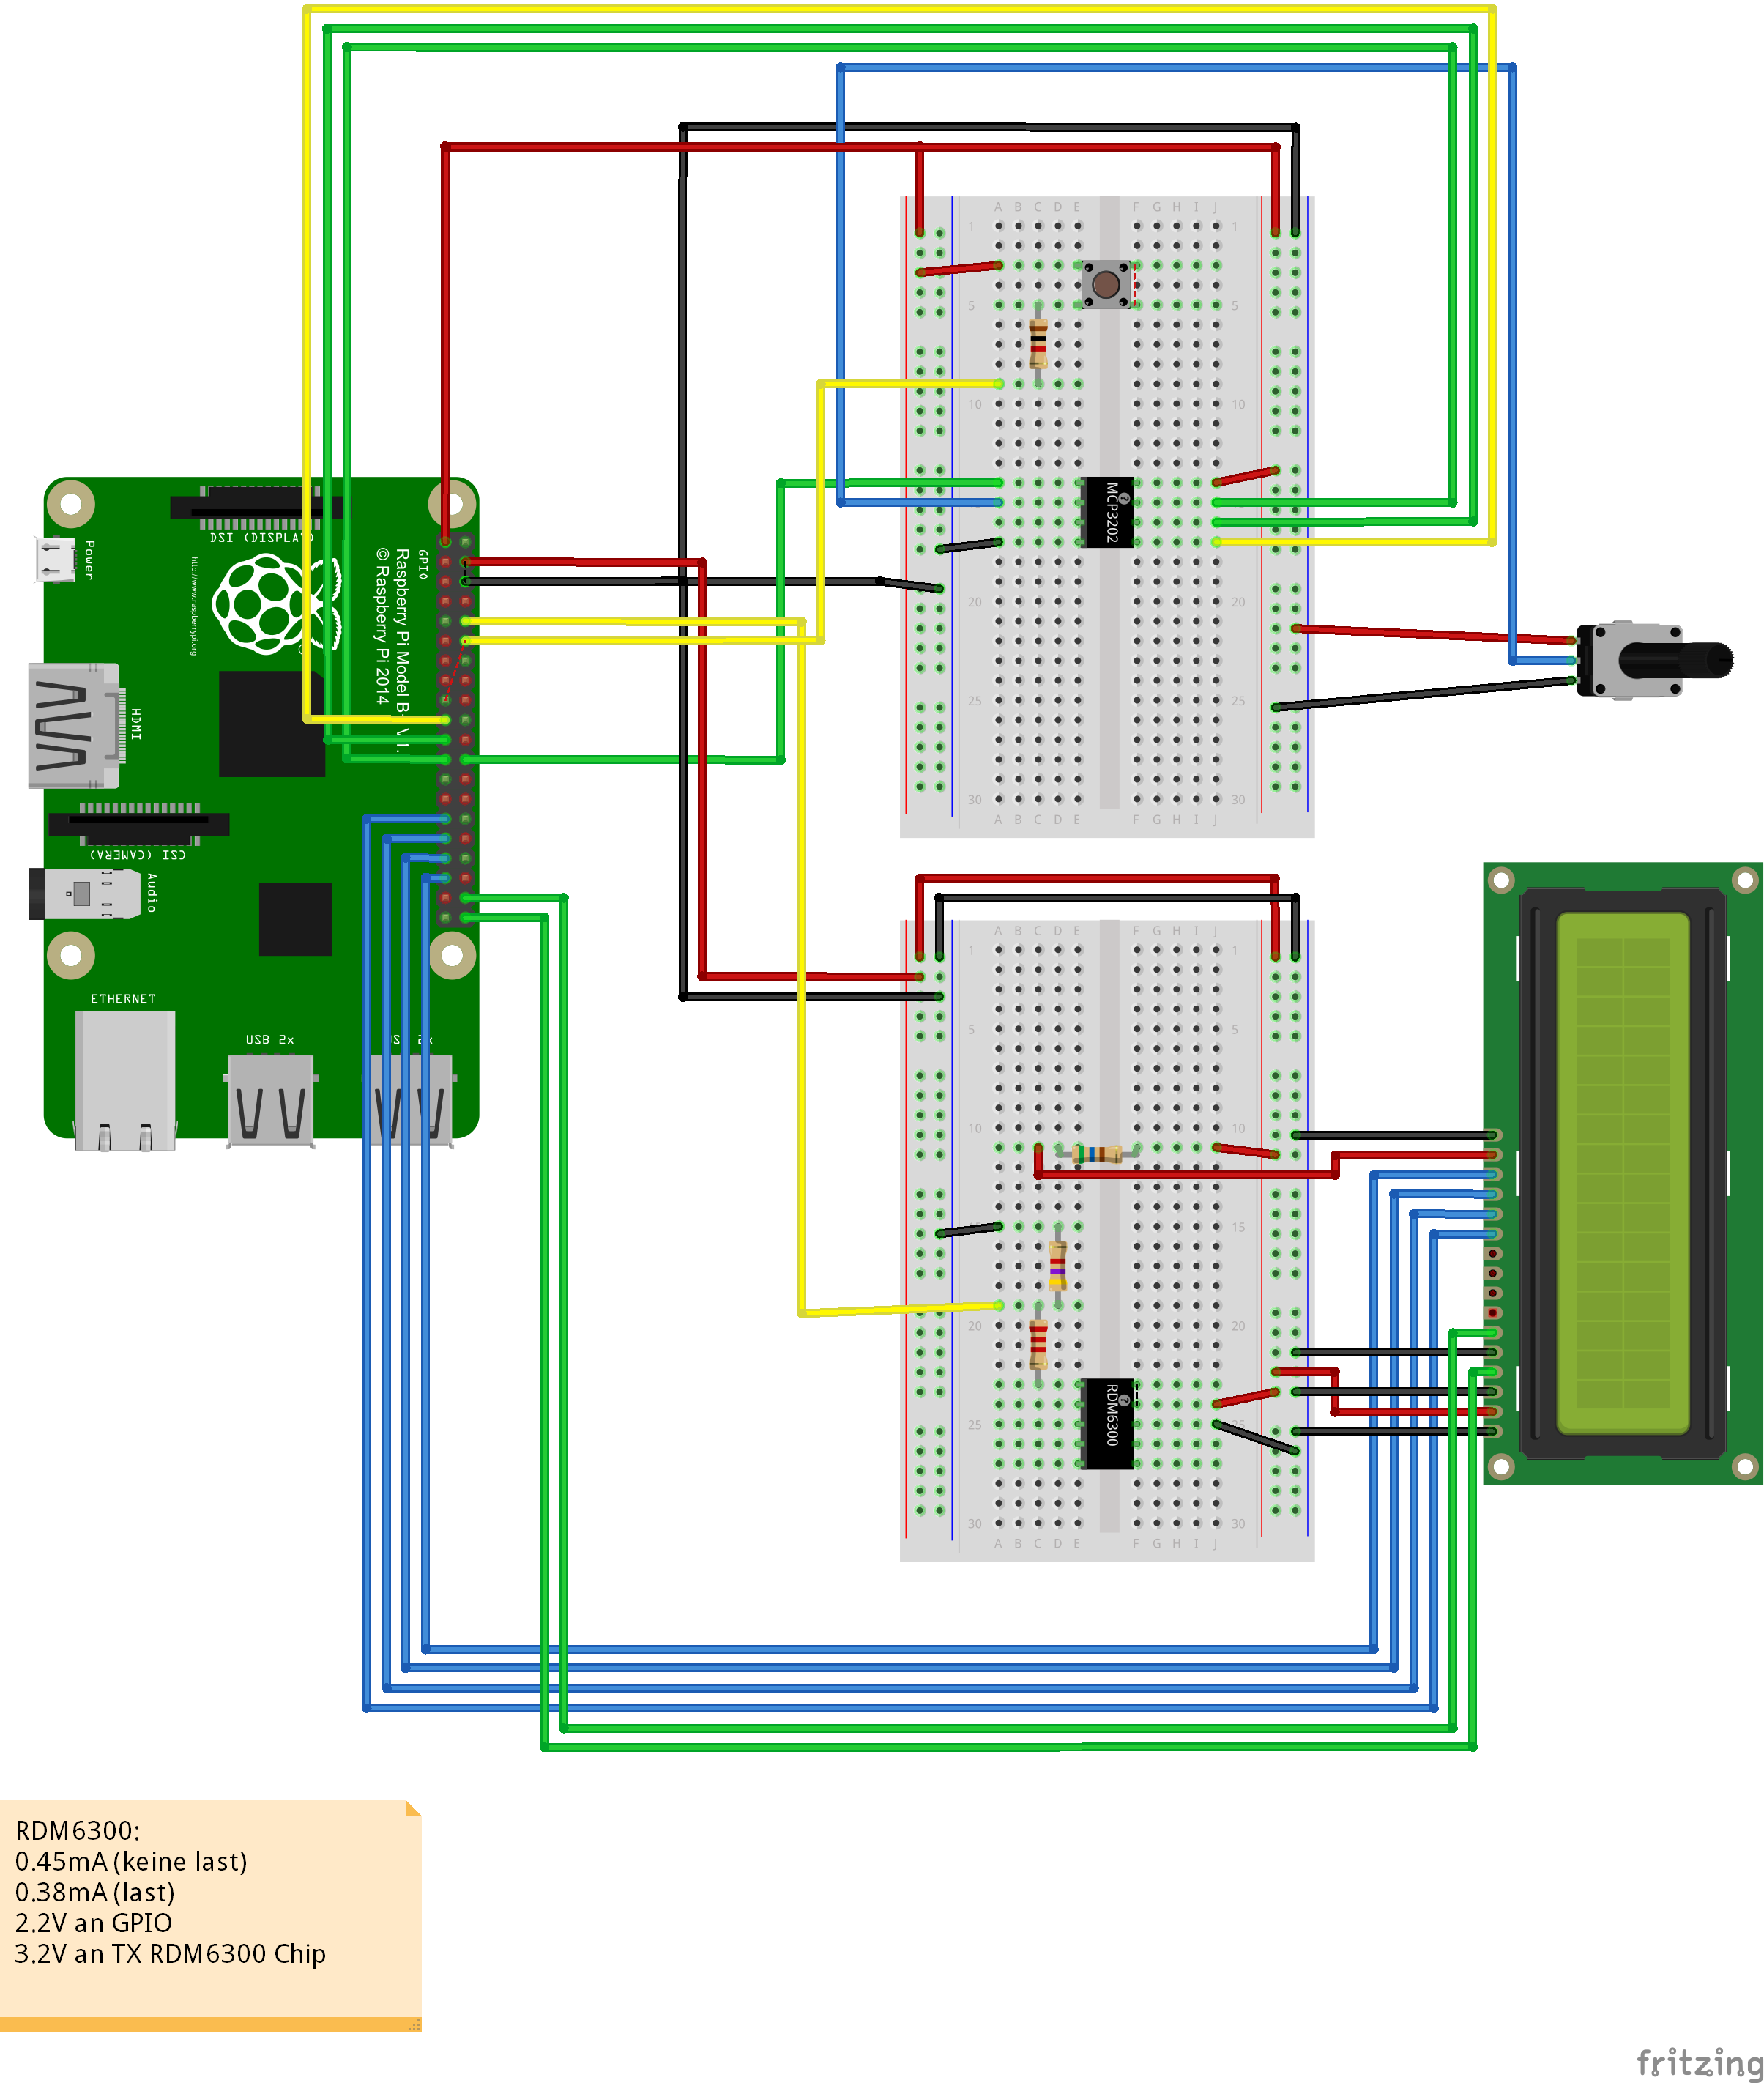 DSI (DISPLAY)
Power
GPIO
Raspberry Pi Model B+ V1.
© Raspberry Pi 2014
http://www.raspberrypi.org
HDMI
CSI (CAMERA)
Audio
ETHERNET
USB 2x
A B C D E F G H I J
1 1
5 5
10 10
MCP3202
20 20
25 25
30 30
A B C D E F G H I J
A B C D E F G H I J
1 1
5 5
10 10
15
20 20
RDM6300
25 25
30 30
A B C D E F G H I J
RDM6300:
0.45mA (keine last)
0.38mA (last)
2.2V an GPIO
3.2V an TX RDM6300 Chip
fritzing